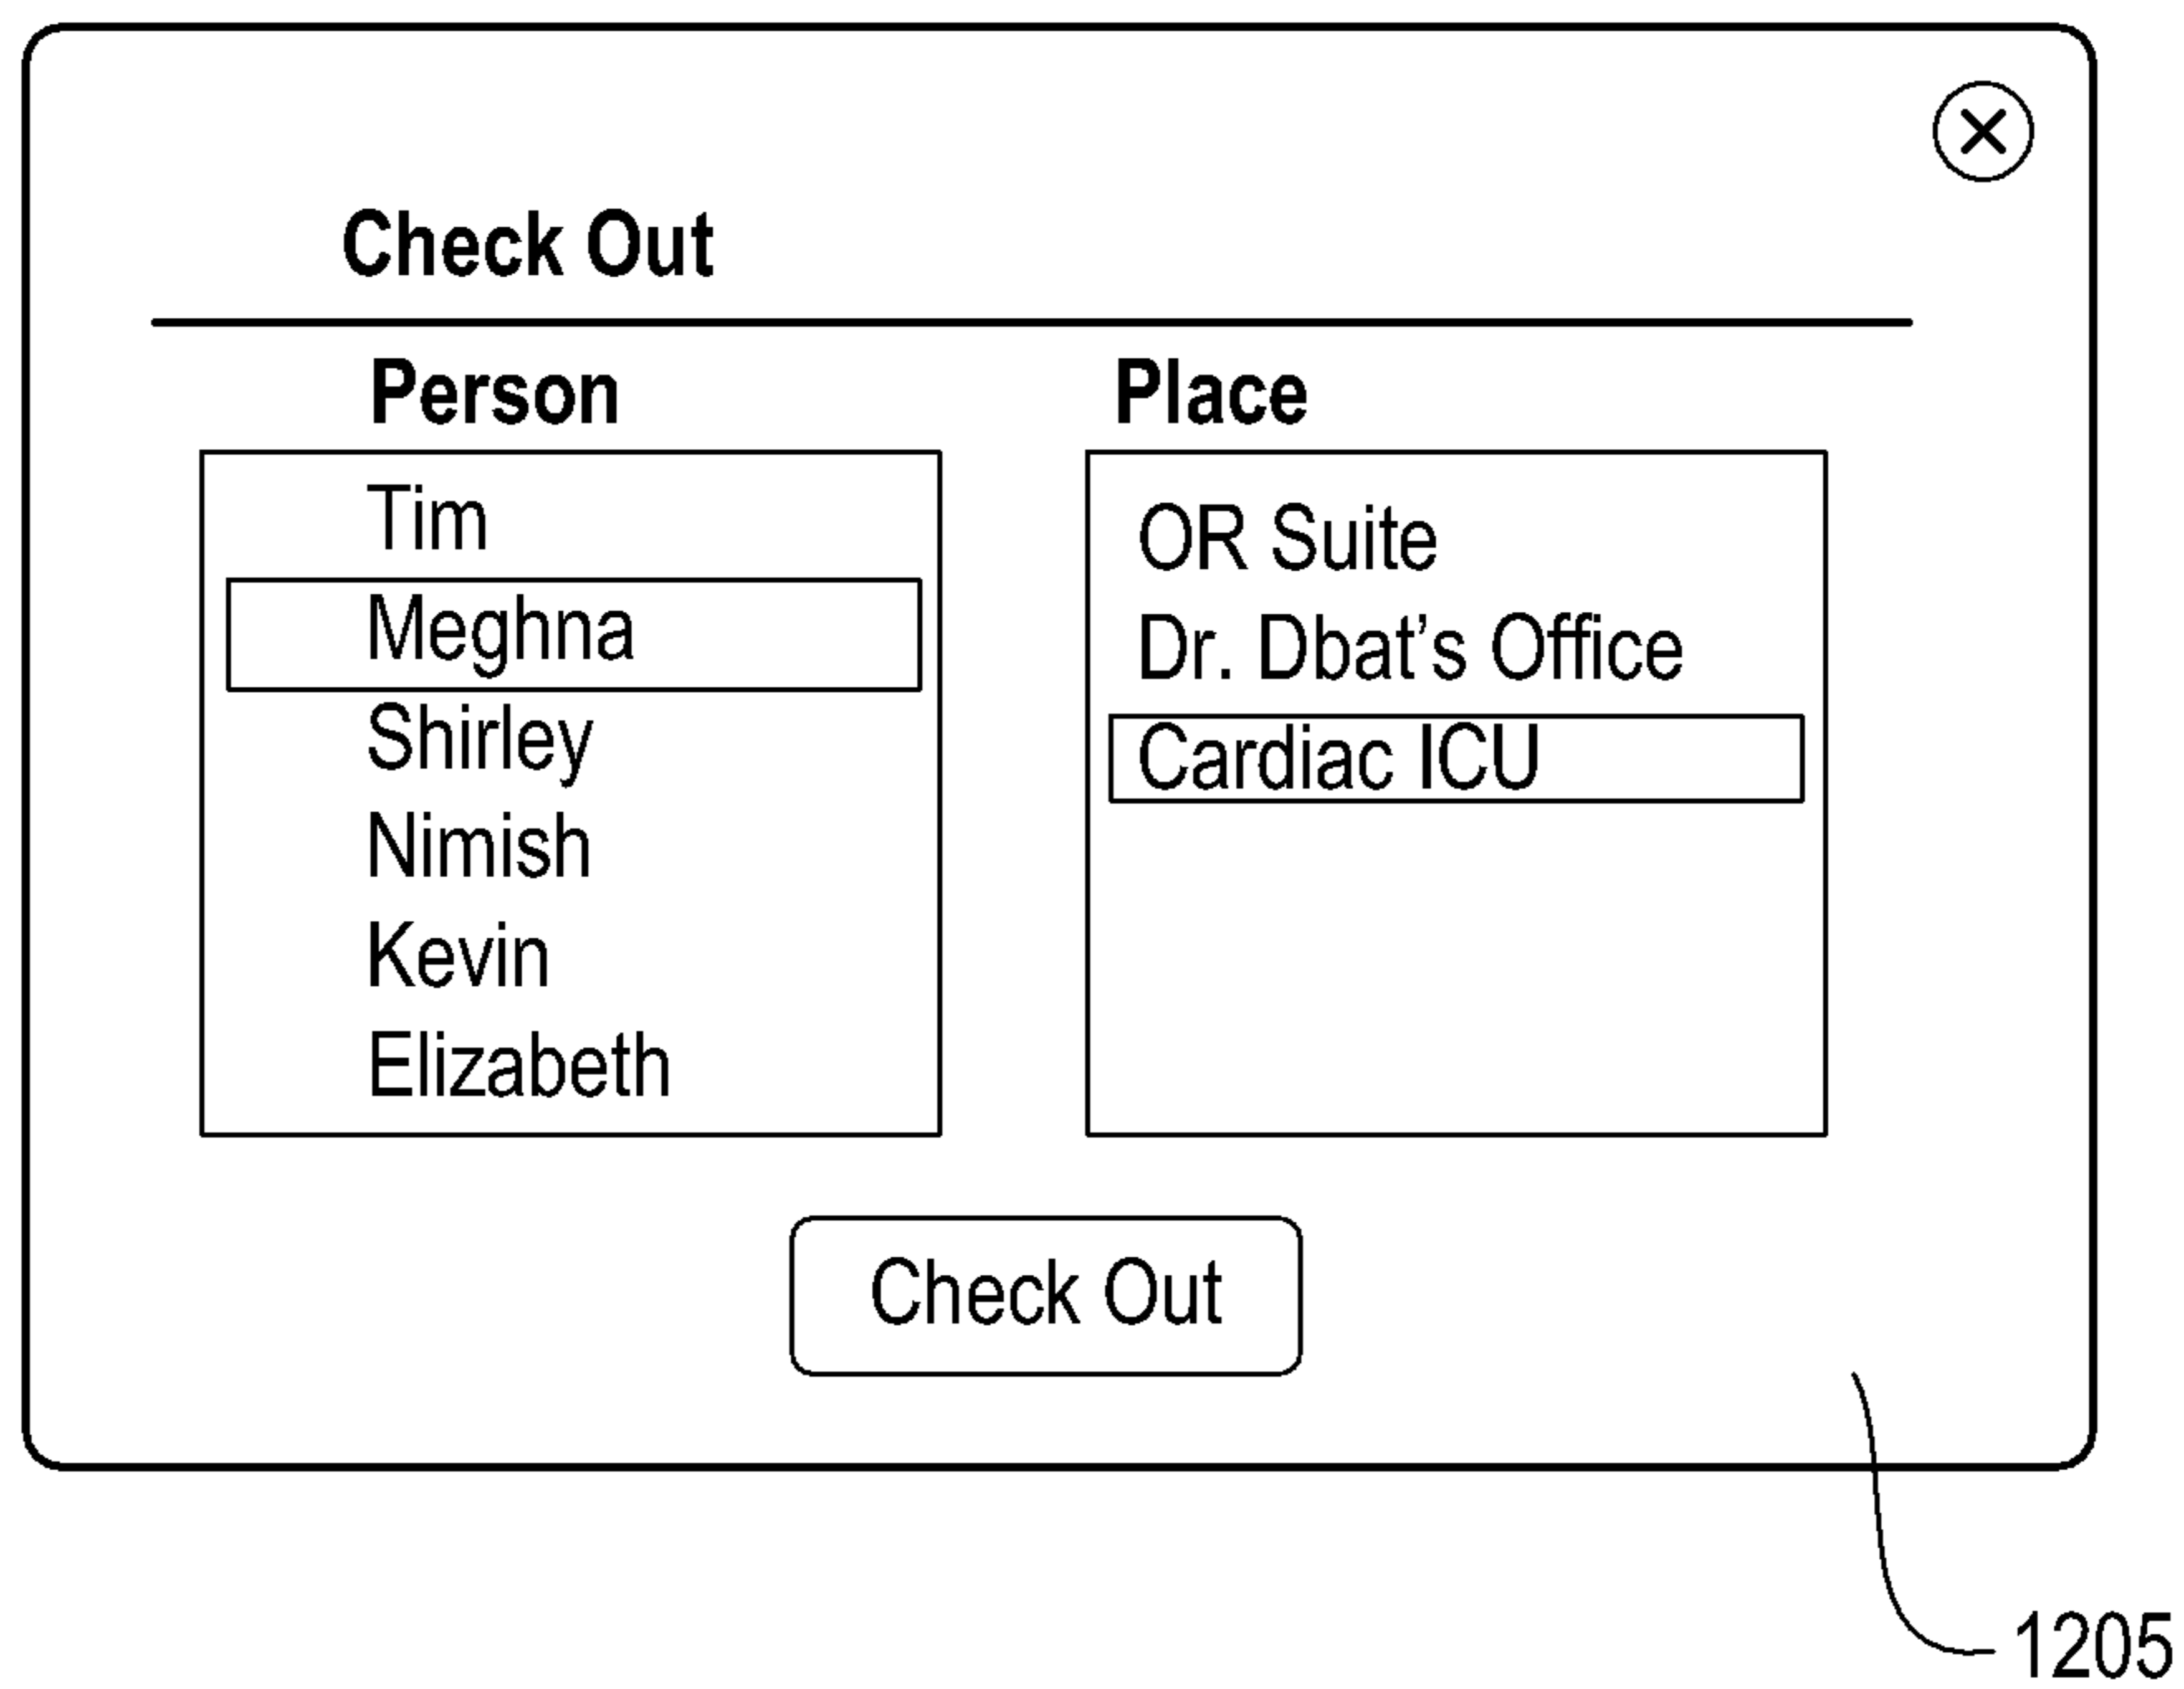 Check Out
Person
Tim
Meghna
Shirley
Nimish
Kevin
Elizabeth
Place
OR Suite
Dr. Dbat’s Office
Cardiac ICU
Check Out
1205